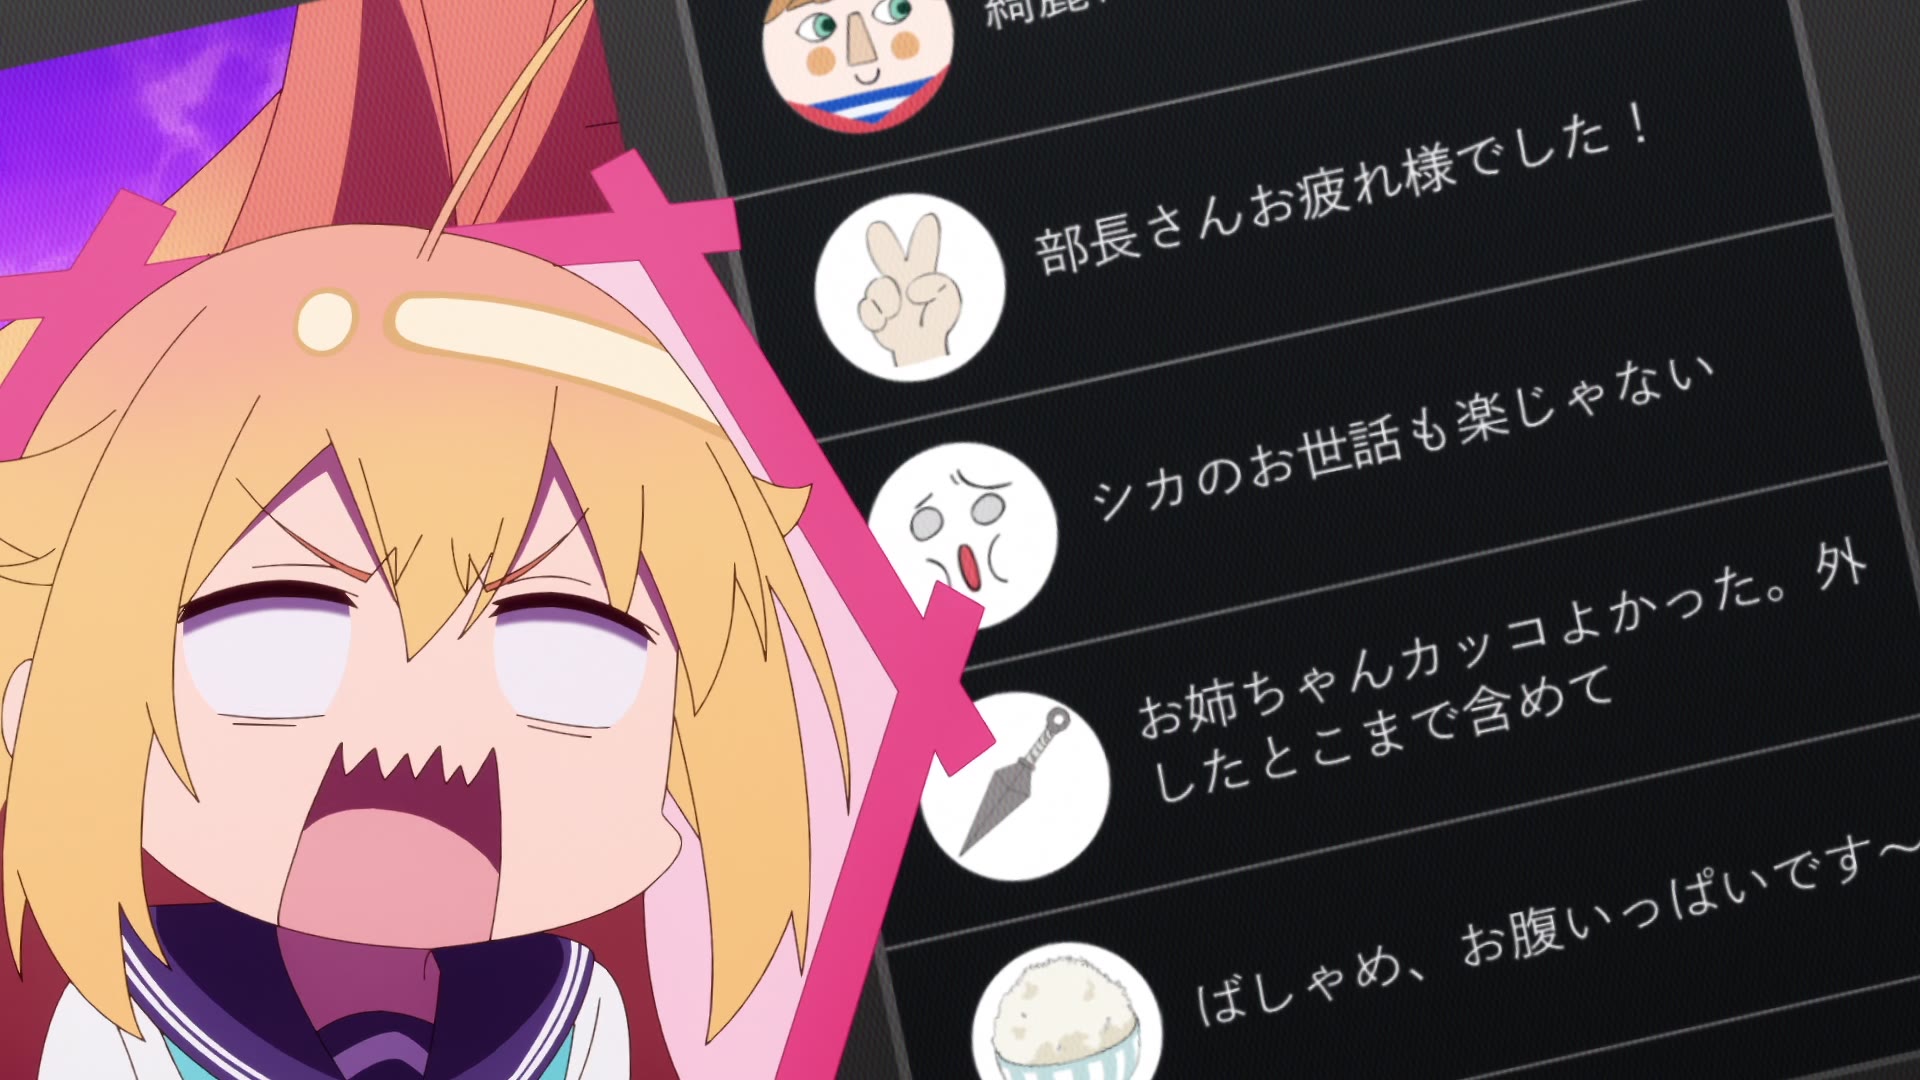 綺麗
部長さんお疲れ様でした！
シカのお世話も楽じゃない
お姉ちゃんカッコよかった。外
したとこまで含めて
ばしゃめ、お腹いっぱいです～